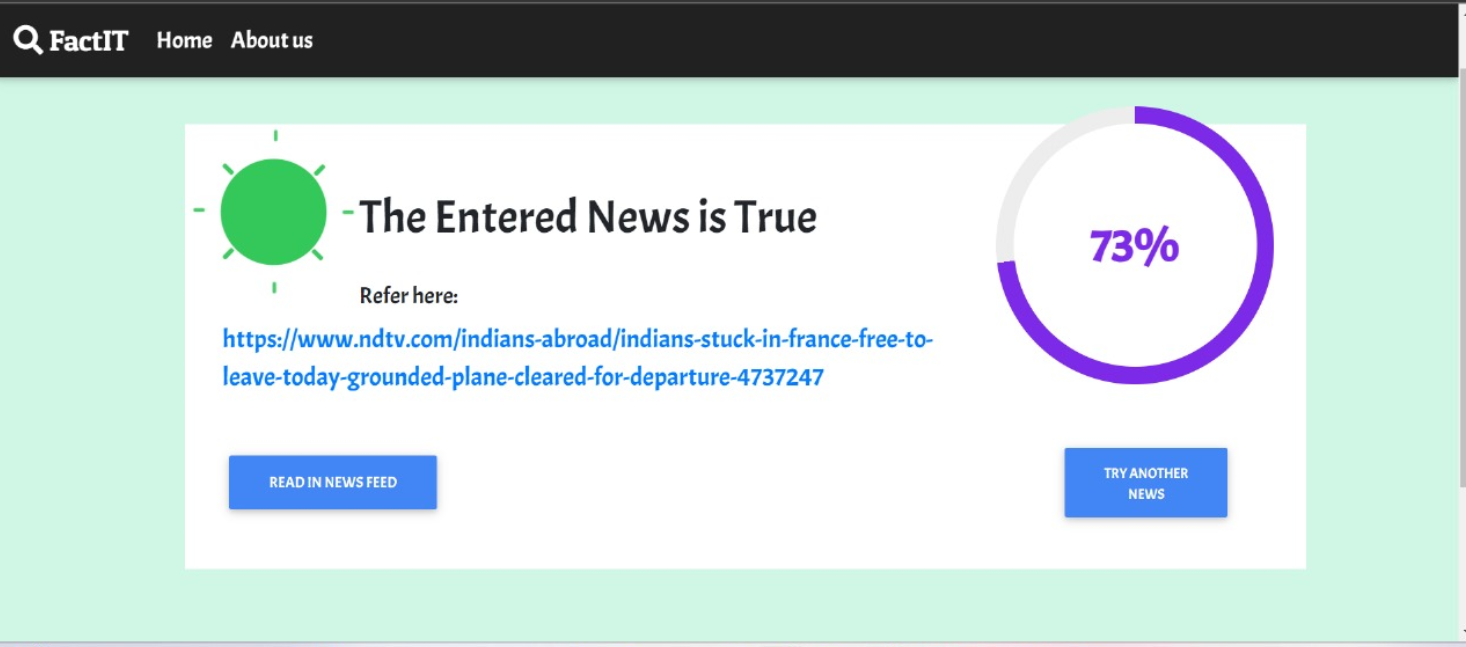 FactIT Home About us
The Entered News is True
73%
Refer here:
https://www.ndtv.com/indians-abroad/indians-stuck-in-france-free-to-
leave-today-grounded-plane-cleared-for-departure-4737247
READ IN NEWS FEED
TRY ANOTHER
NEWS